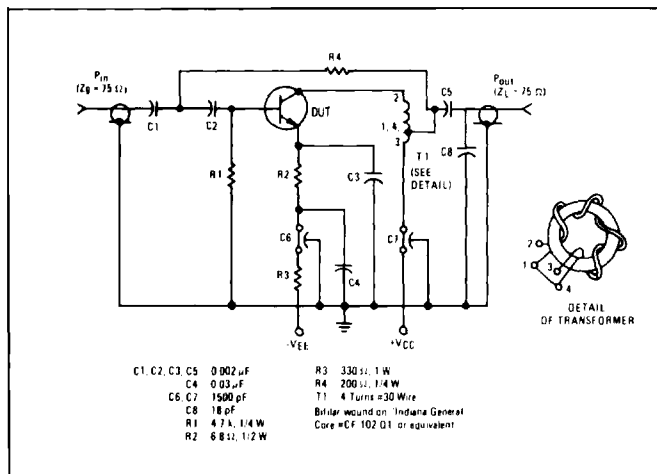 R4
Pin
(Zg = 75 Ω)
Pout
(ZL = 75 Ω)
C5
2
DUT
C1
C2
1, 4,
3
C8
T1
(SEE
DETAIL)
R1
R2
C3
C6
C7
2
1
3
4
R3
C4
DETAIL
OF TRANSFORMER
-VEE
+VCC
C1, C2, C3, C5 0.002 µF
C4 0.03 µF
C6, C7 1500 pF
C8 18 pF
R1 4.7 k, 1/4 W
R2 6.8 Ω, 1/2 W
R3 330 Ω, 1 W
R4 200 Ω, 1/4 W
T1 4 Turns #30 Wire
Bifilar wound on Indiana General
Core #CF 102 Q1 or equivalent